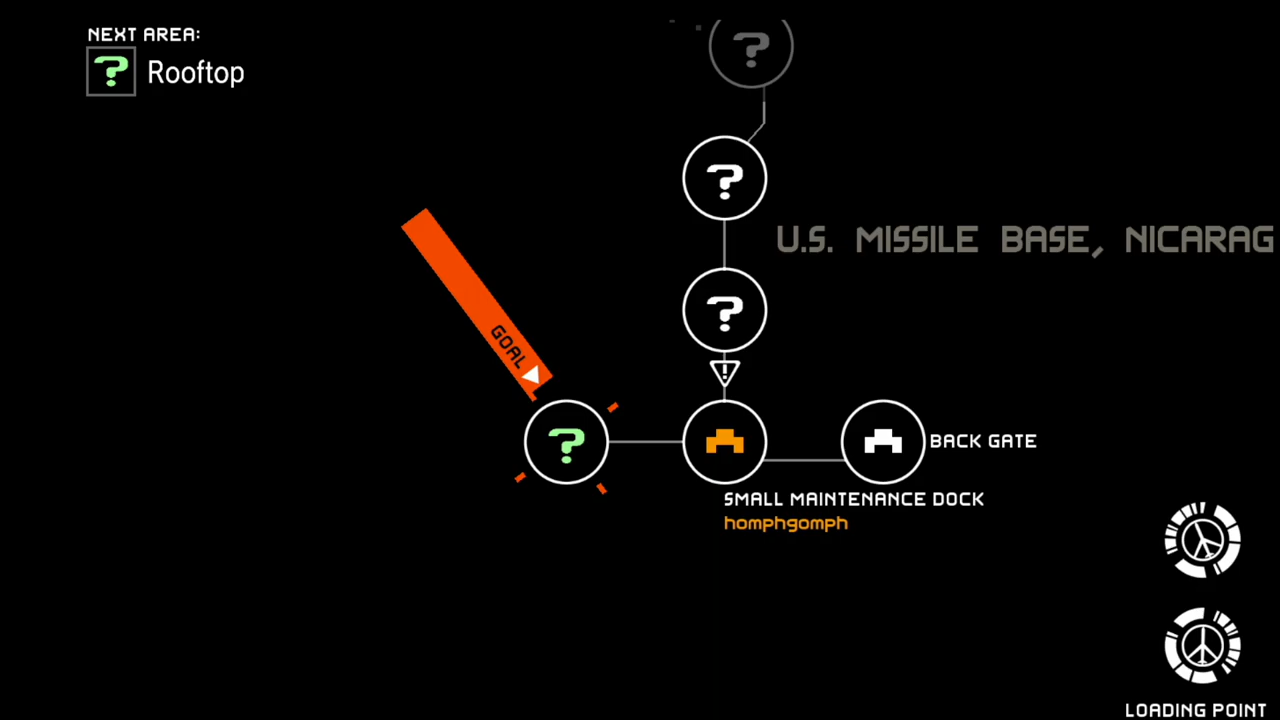 NEXT AREA:
? Rooftop
?
?
U.S. MISSILE BASE, NICARAG
?
GOAL
!
?
BACK GATE
SMALL MAINTENANCE DOCK
homphgomph
LOADING POINT